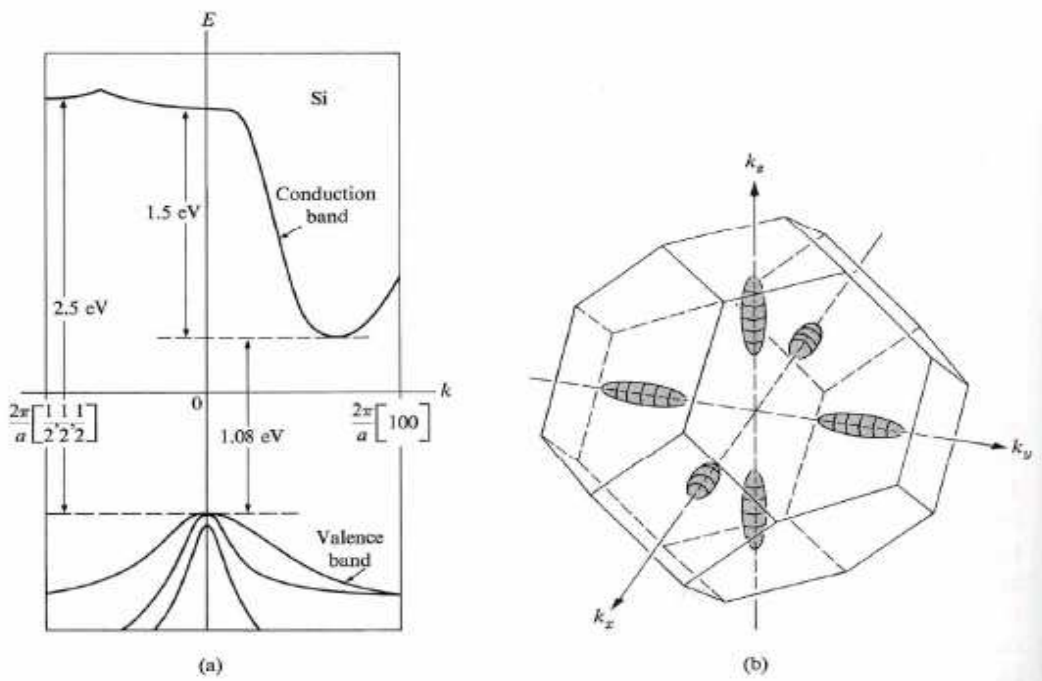 E
Si
Conduction
band
1.5 eV
2.5 eV
k
0
2π/a [1/2, 1/2, 1/2]
2π/a [100]
1.08 eV
Valence
band
(a)
k_z
k_y
k_x
(b)